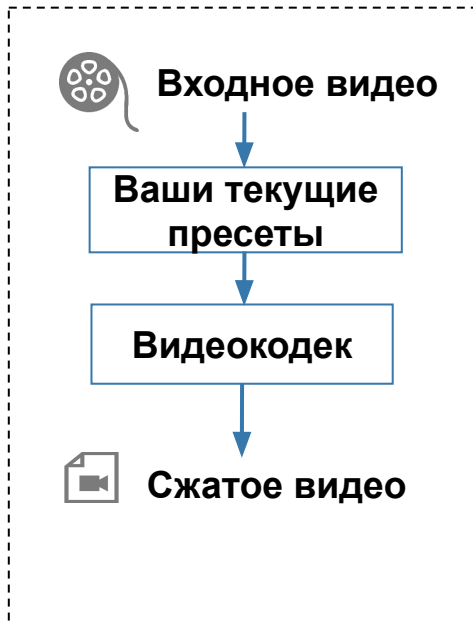 Входное видео
Ваши текущие
пресеты
Видеокодек
Сжатое видео